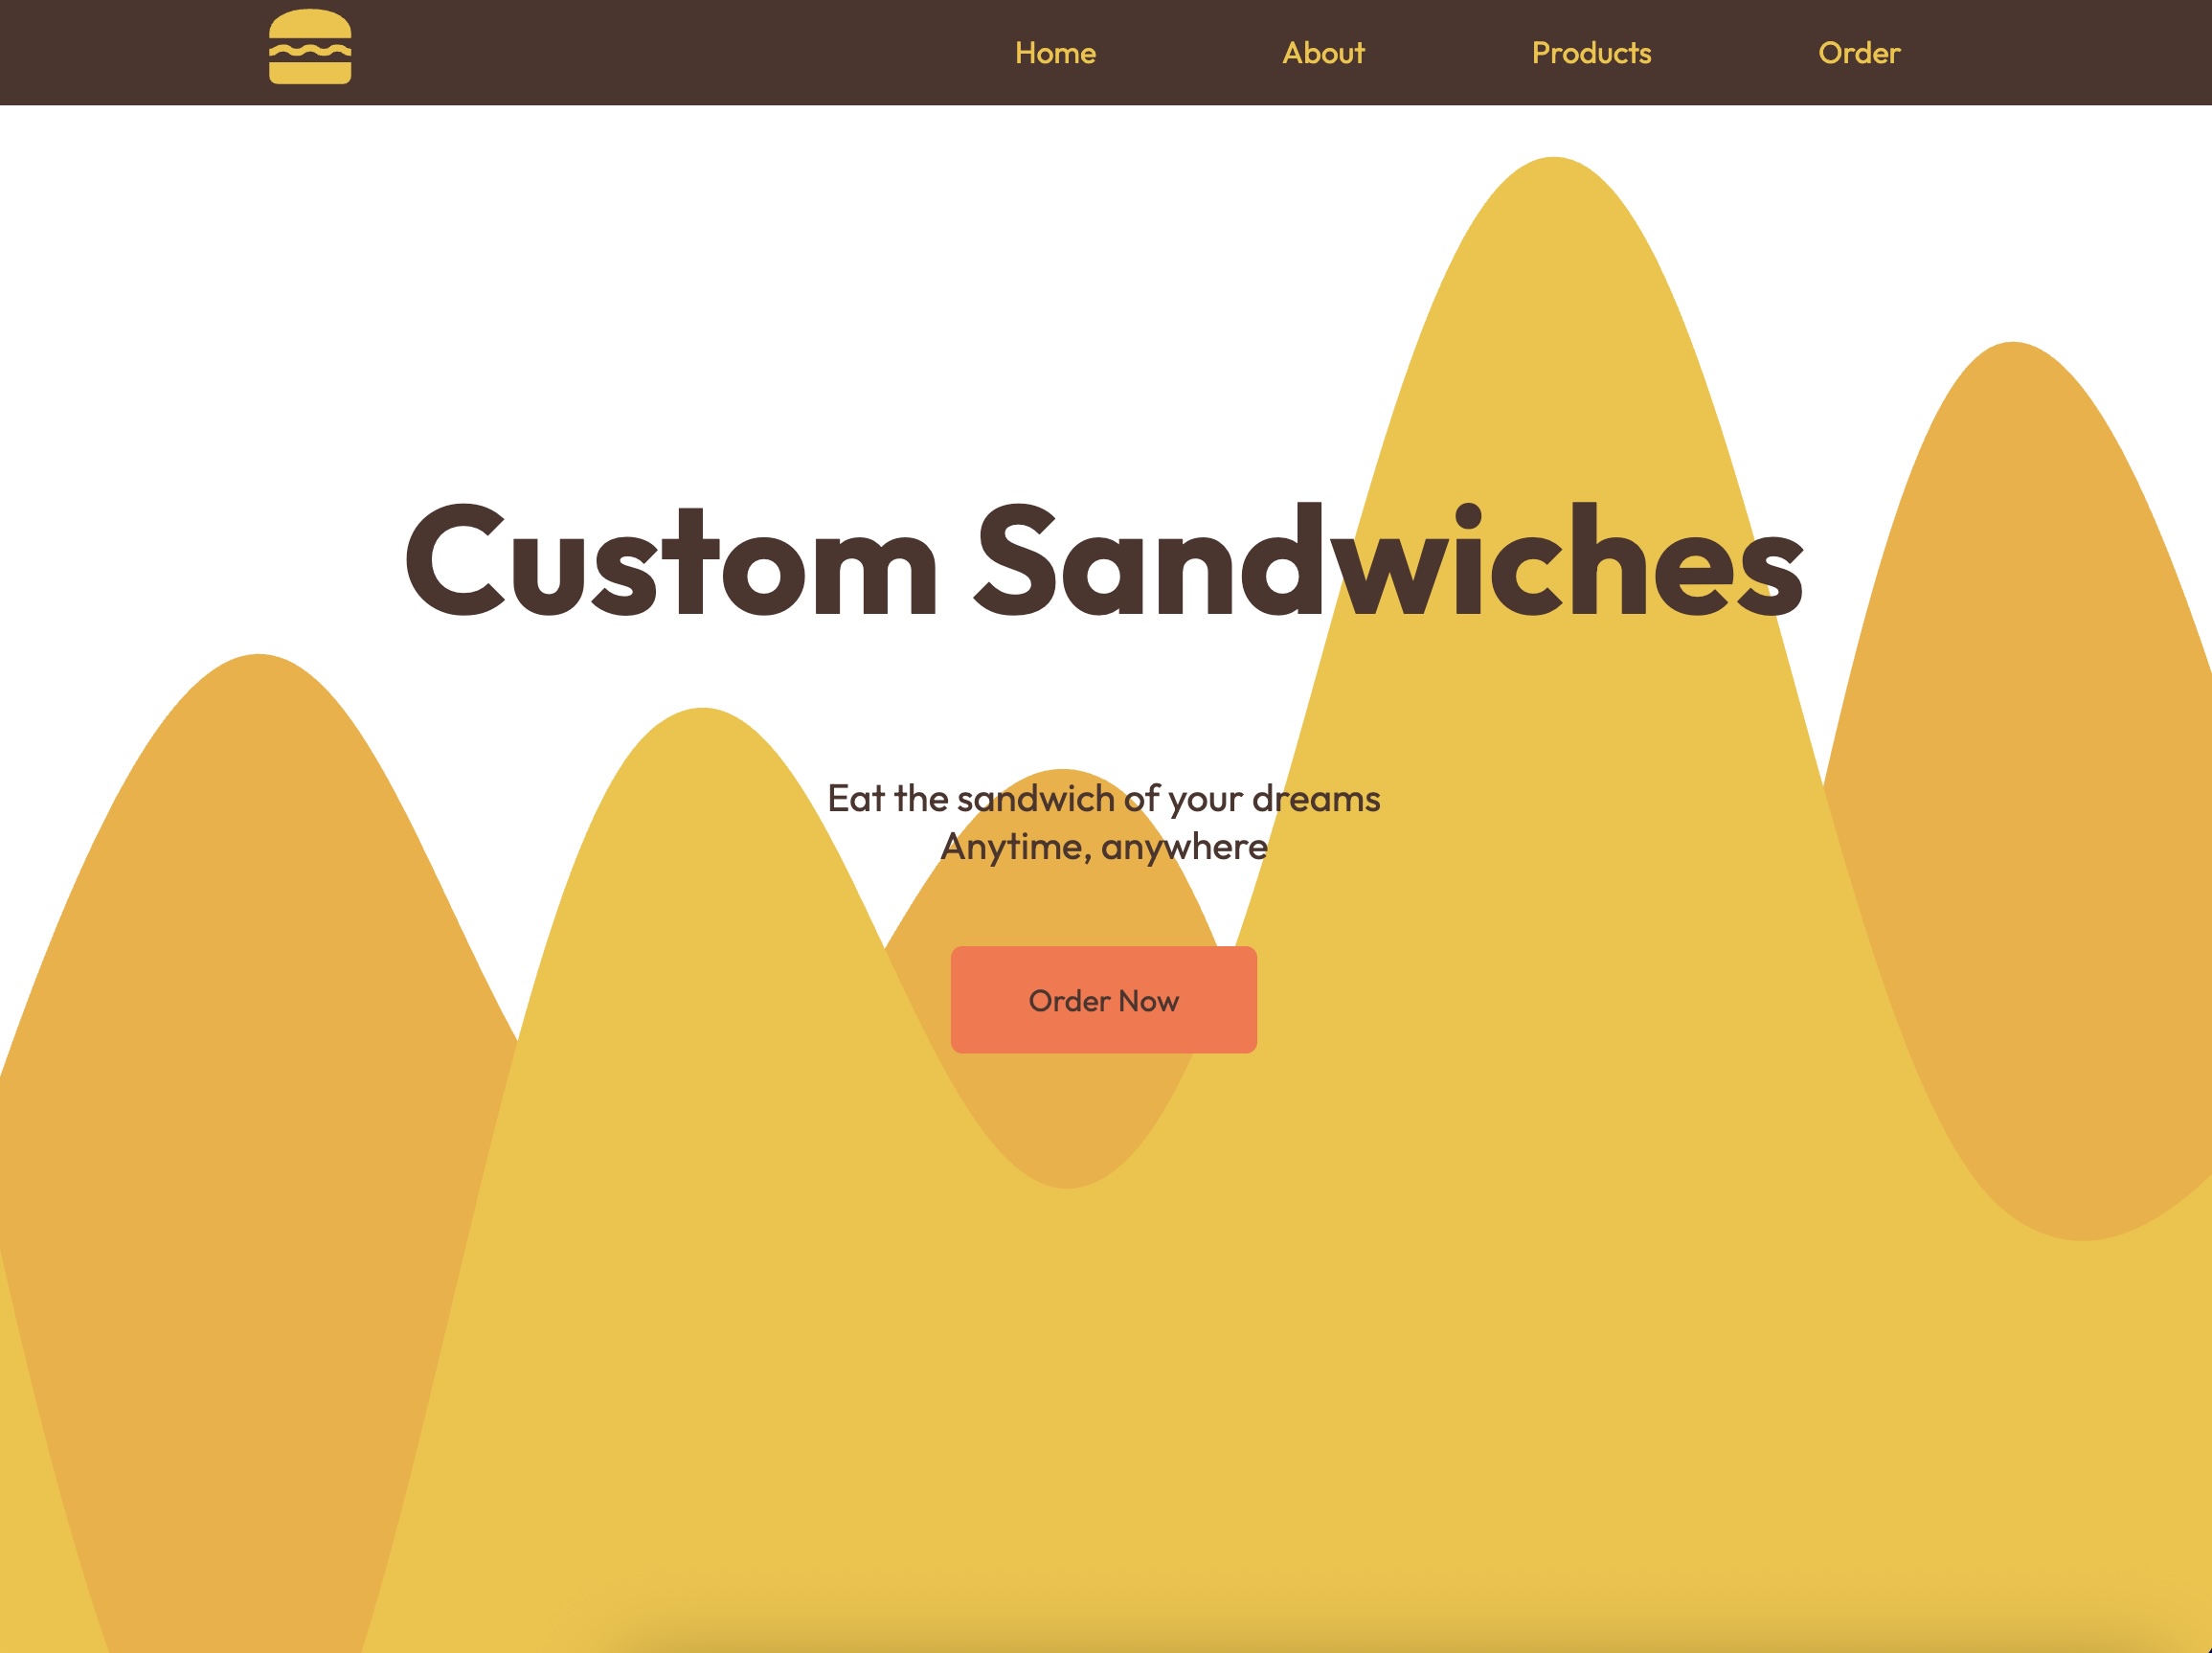 Home About Products Order
Custom Sandwiches
Eat the sandwich of your dreams
Anytime, anywhere
Order Now